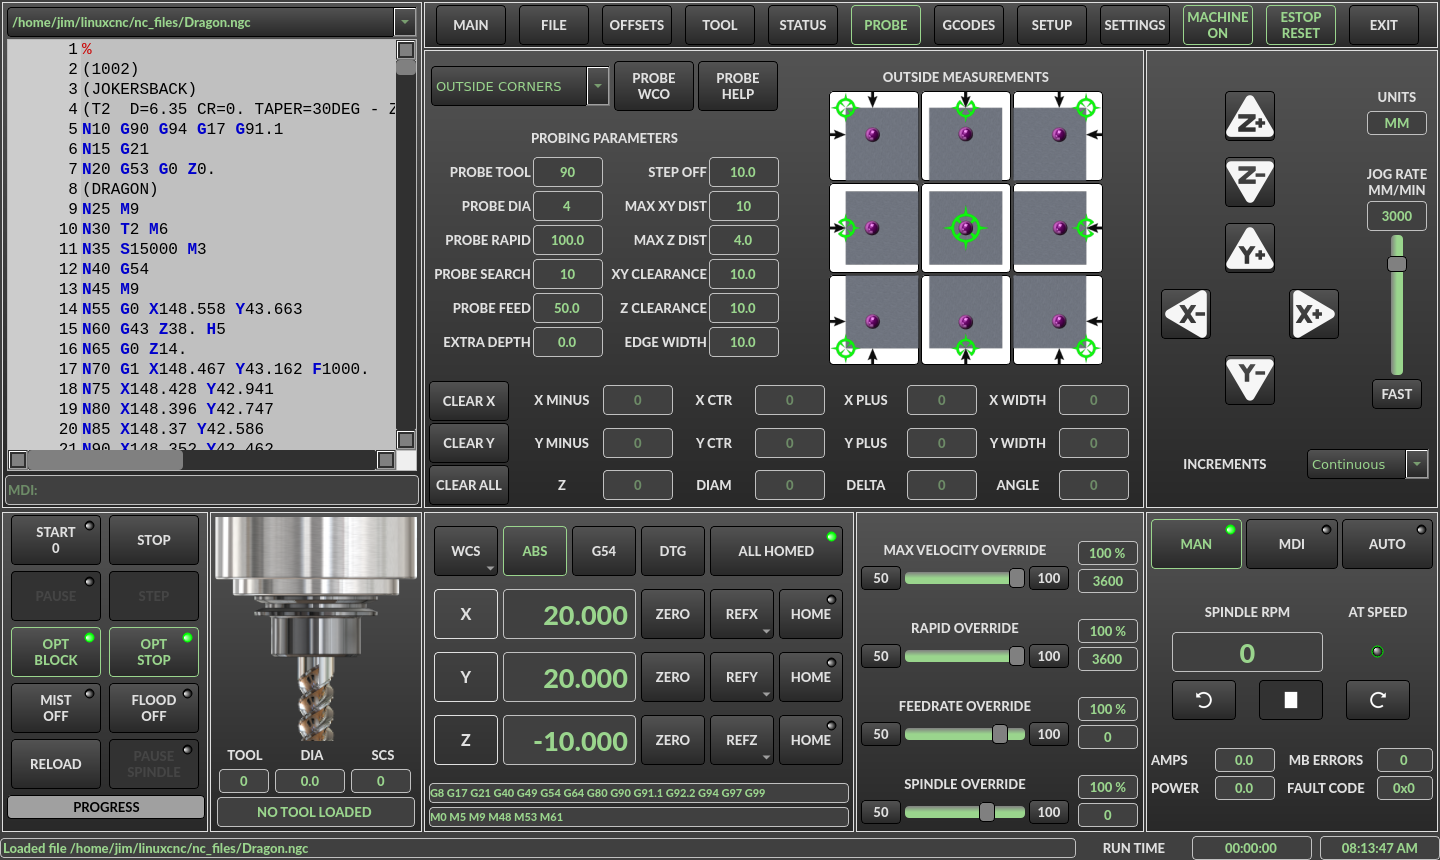 /home/jim/linuxcnc/nc_files/Dragon.ngc
1 %
2 (1002)
3 (JOKERSBACK)
4 (T2  D=6.35 CR=0. TAPER=30DEG - Z
5 N10 G90 G94 G17 G91.1
6 N15 G21
7 N20 G53 G0 Z0.
8 (DRAGON)
9 N25 M9
10 N30 T2 M6
11 N35 S15000 M3
12 N40 G54
13 N45 M9
14 N55 G0 X148.558 Y43.663
15 N60 G43 Z38. H5
16 N65 G0 Z14.
17 N70 G1 X148.467 Y43.162 F1000.
18 N75 X148.428 Y42.941
19 N80 X148.396 Y42.747
20 N85 X148.37 Y42.586
21 N90 X148.352 Y42.462
MDI:
MAIN FILE OFFSETS TOOL STATUS PROBE GCODES SETUP SETTINGS MACHINE ON ESTOP RESET EXIT
OUTSIDE CORNERS
PROBE WCO
PROBE HELP
PROBING PARAMETERS
PROBE TOOL 90 STEP OFF 10.0
PROBE DIA 4 MAX XY DIST 10
PROBE RAPID 100.0 MAX Z DIST 4.0
PROBE SEARCH 10 XY CLEARANCE 10.0
PROBE FEED 50.0 Z CLEARANCE 10.0
EXTRA DEPTH 0.0 EDGE WIDTH 10.0
OUTSIDE MEASUREMENTS
CLEAR X X MINUS 0 X CTR 0 X PLUS 0 X WIDTH 0
CLEAR Y Y MINUS 0 Y CTR 0 Y PLUS 0 Y WIDTH 0
CLEAR ALL Z 0 DIAM 0 DELTA 0 ANGLE 0
Z+
Z-
Y+
X- X+
Y-
UNITS
MM
JOG RATE
MM/MIN
3000
FAST
INCREMENTS Continuous
START
0
STOP
PAUSE STEP
OPT
BLOCK
OPT
STOP
MIST
OFF
FLOOD
OFF
RELOAD
PAUSE
SPINDLE
PROGRESS
TOOL DIA SCS
0 0.0 0
NO TOOL LOADED
WCS ABS G54 DTG ALL HOMED
X 20.000 ZERO REFX HOME
Y 20.000 ZERO REFY HOME
Z -10.000 ZERO REFZ HOME
G8 G17 G21 G40 G49 G54 G64 G80 G90 G91.1 G92.2 G94 G97 G99
M0 M5 M9 M48 M53 M61
MAX VELOCITY OVERRIDE 100 %
50 100 3600
RAPID OVERRIDE 100 %
50 100 3600
FEEDRATE OVERRIDE 100 %
50 100 0
SPINDLE OVERRIDE 100 %
50 100 0
MAN MDI AUTO
SPINDLE RPM AT SPEED
0
AMPS 0.0 MB ERRORS 0
POWER 0.0 FAULT CODE 0x0
Loaded file /home/jim/linuxcnc/nc_files/Dragon.ngc
RUN TIME 00:00:00 08:13:47 AM